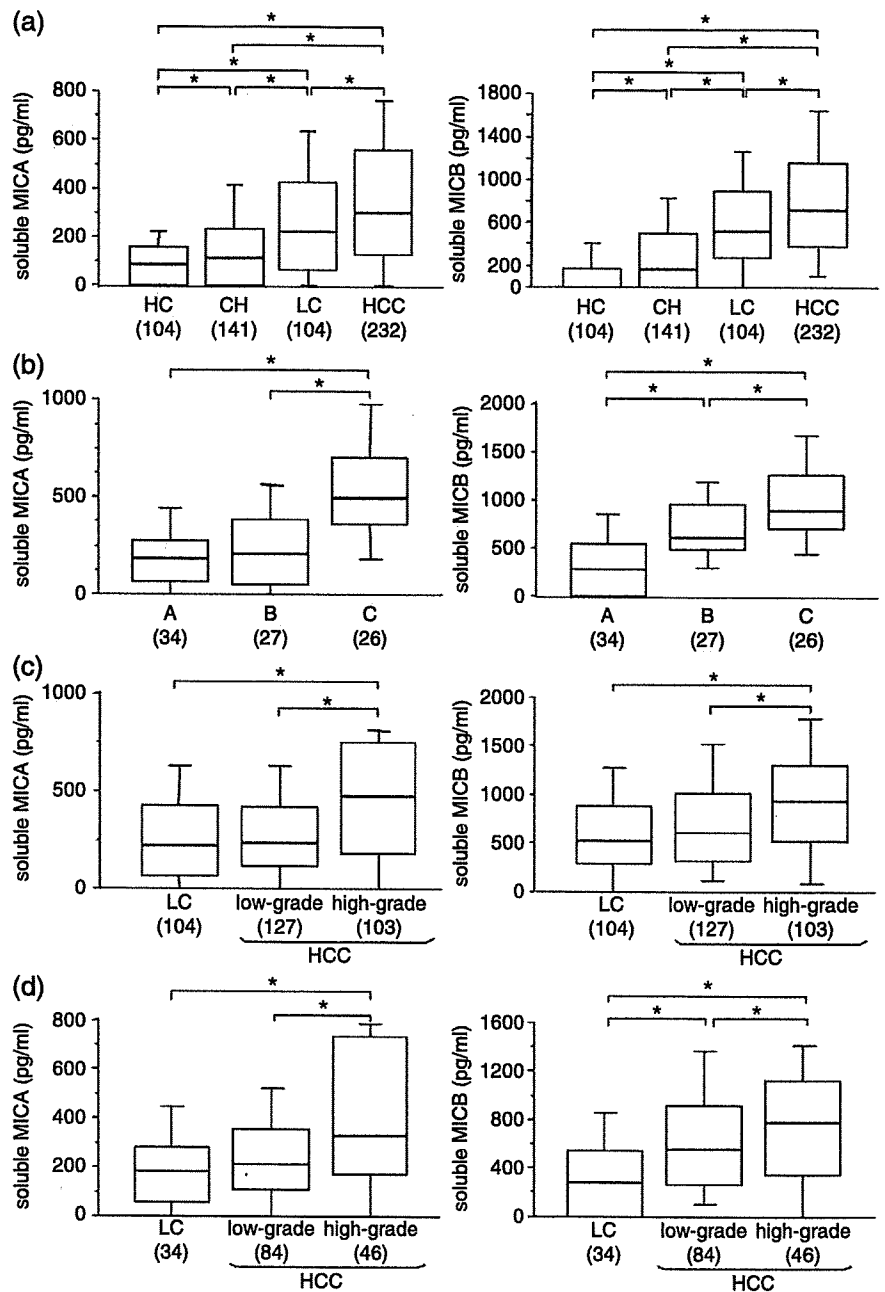 (a)
* * * * * *
soluble MICA (pg/ml)
800
600
400
200
0
HC CH LC HCC
(104) (141) (104) (232)
* * * * * *
soluble MICB (pg/ml)
1800
1400
1000
600
200
0
HC CH LC HCC
(104) (141) (104) (232)
(b)
* *
soluble MICA (pg/ml)
1000
500
0
A B C
(34) (27) (26)
* * *
soluble MICB (pg/ml)
2000
1500
1000
500
0
A B C
(34) (27) (26)
(c)
* *
soluble MICA (pg/ml)
1000
500
0
LC low-grade high-grade
(104) (127) (103)
HCC
* *
soluble MICB (pg/ml)
2000
1500
1000
500
0
LC low-grade high-grade
(104) (127) (103)
HCC
(d)
* *
soluble MICA (pg/ml)
800
600
400
200
0
LC low-grade high-grade
(34) (84) (46)
HCC
* * *
soluble MICB (pg/ml)
1600
1200
800
400
0
LC low-grade high-grade
(34) (84) (46)
HCC